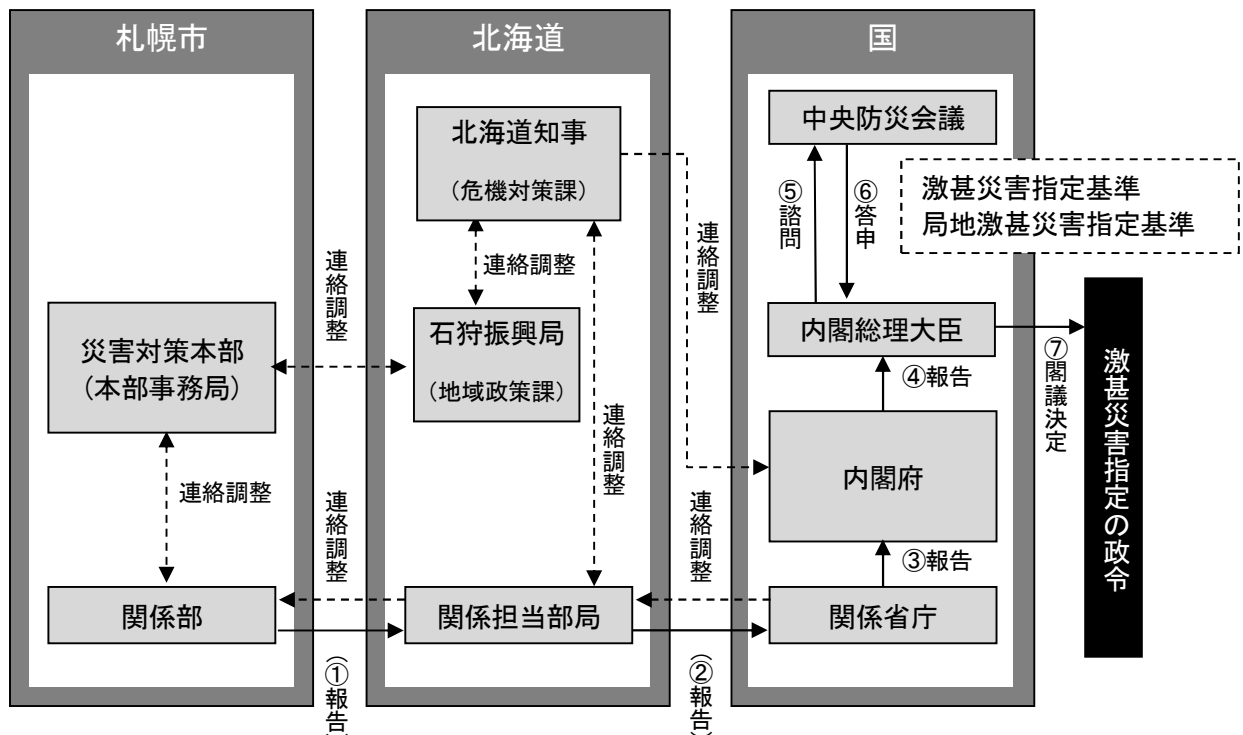 札幌市
災害対策本部
（本部事務局）
連絡調整
関係部
連絡調整
連絡調整
（①報告）
北海道
北海道知事
（危機対策課）
連絡調整
石狩振興局
（地域政策課）
連絡調整
関係担当部局
連絡調整
連絡調整
（②報告）
国
中央防災会議
⑤諮問
⑥答申
激甚災害指定基準
局地激甚災害指定基準
内閣総理大臣
④報告
内閣府
③報告
関係省庁
⑦閣議決定
激甚災害指定の政令